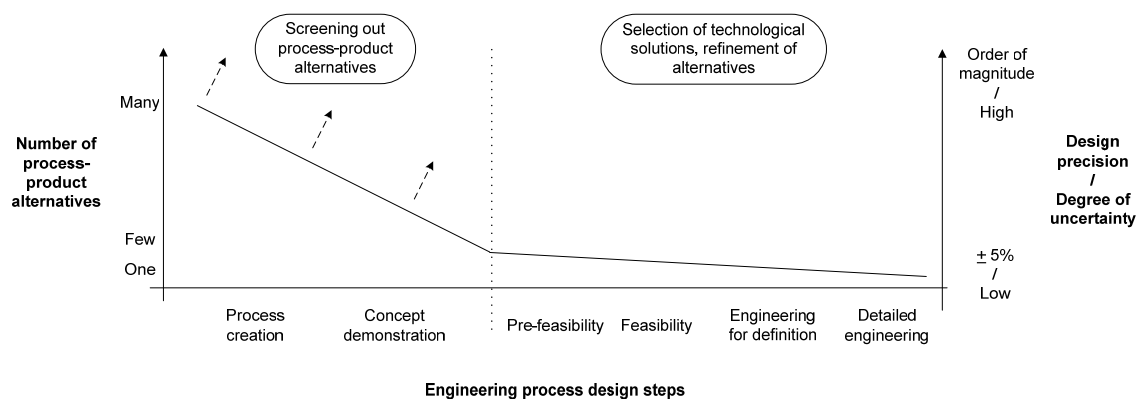 Screening out
process-product
alternatives
Selection of technological
solutions, refinement of
alternatives
Many
Few
One
Number of
process-
product
alternatives
Order of
magnitude
/
High
± 5%
/
Low
Design
precision
/
Degree of
uncertainty
Process
creation
Concept
demonstration
Pre-feasibility
Feasibility
Engineering
for definition
Detailed
engineering
Engineering process design steps